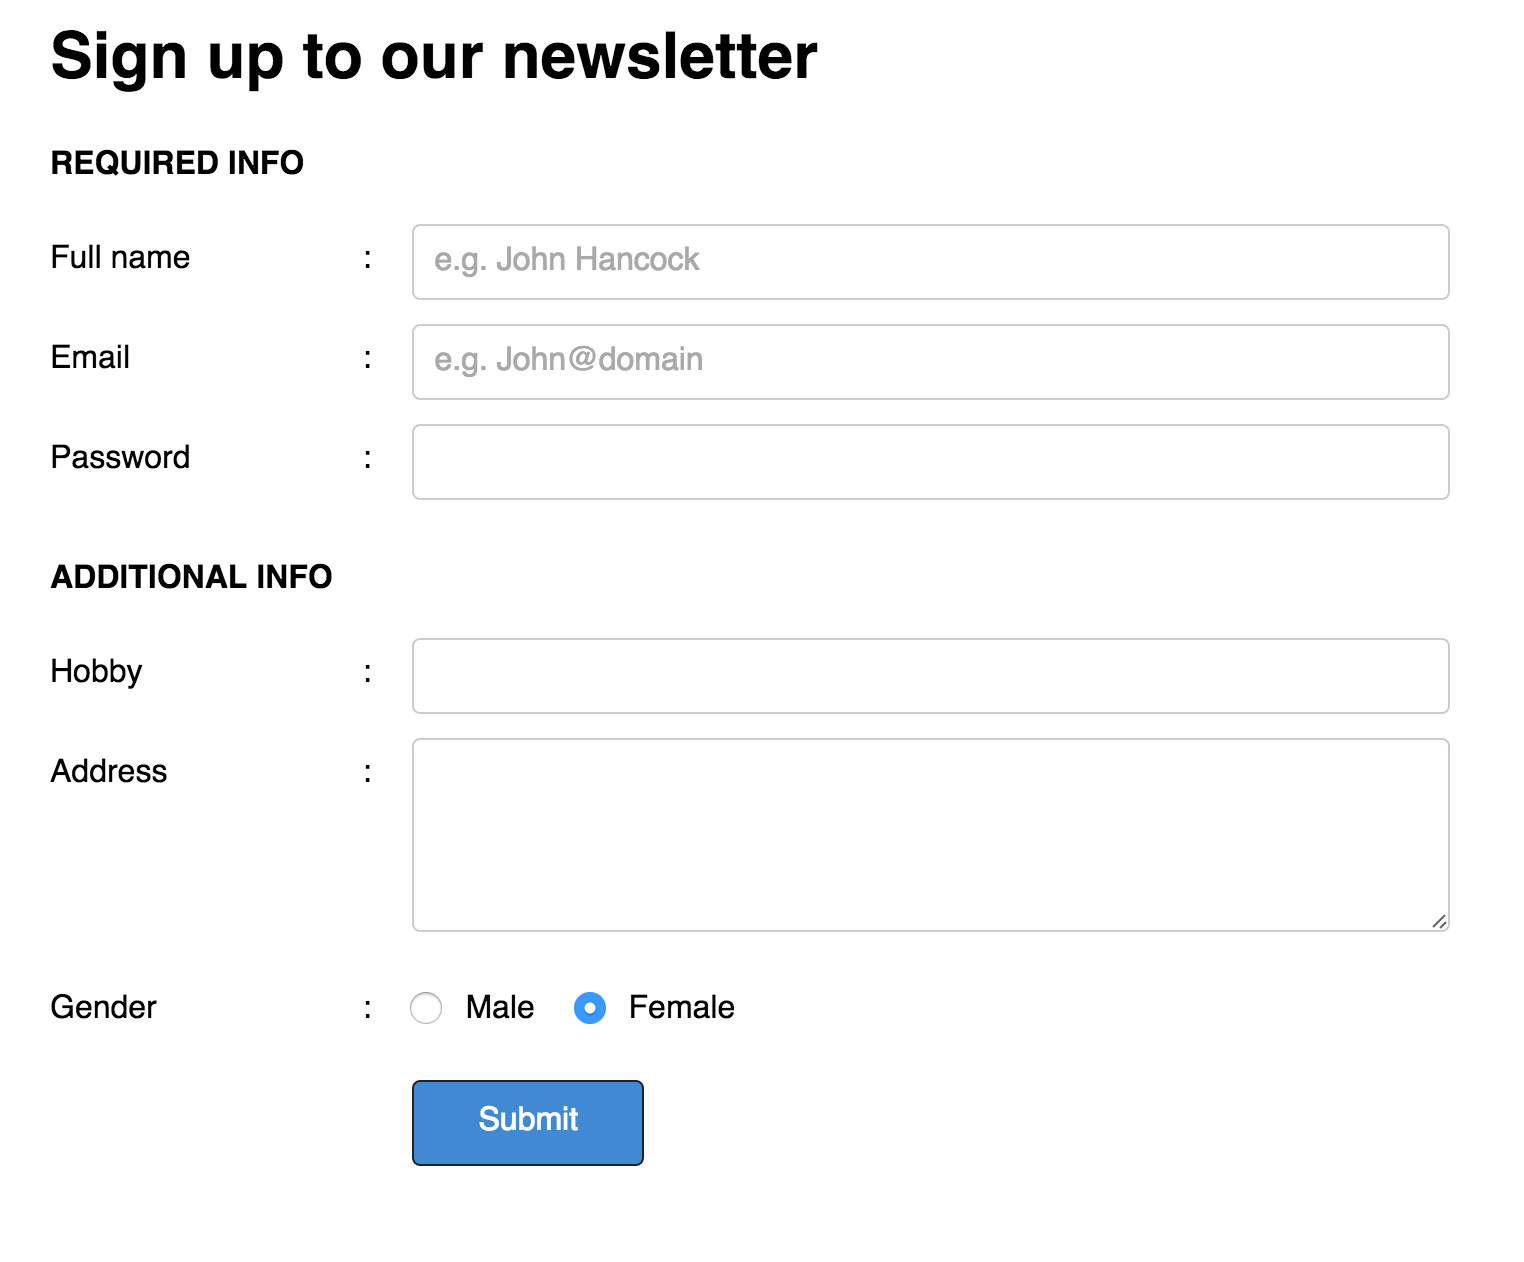 Sign up to our newsletter
REQUIRED INFO
Full name : e.g. John Hancock
Email : e.g. John@domain
Password :
ADDITIONAL INFO
Hobby :
Address :
Gender : Male Female
Submit